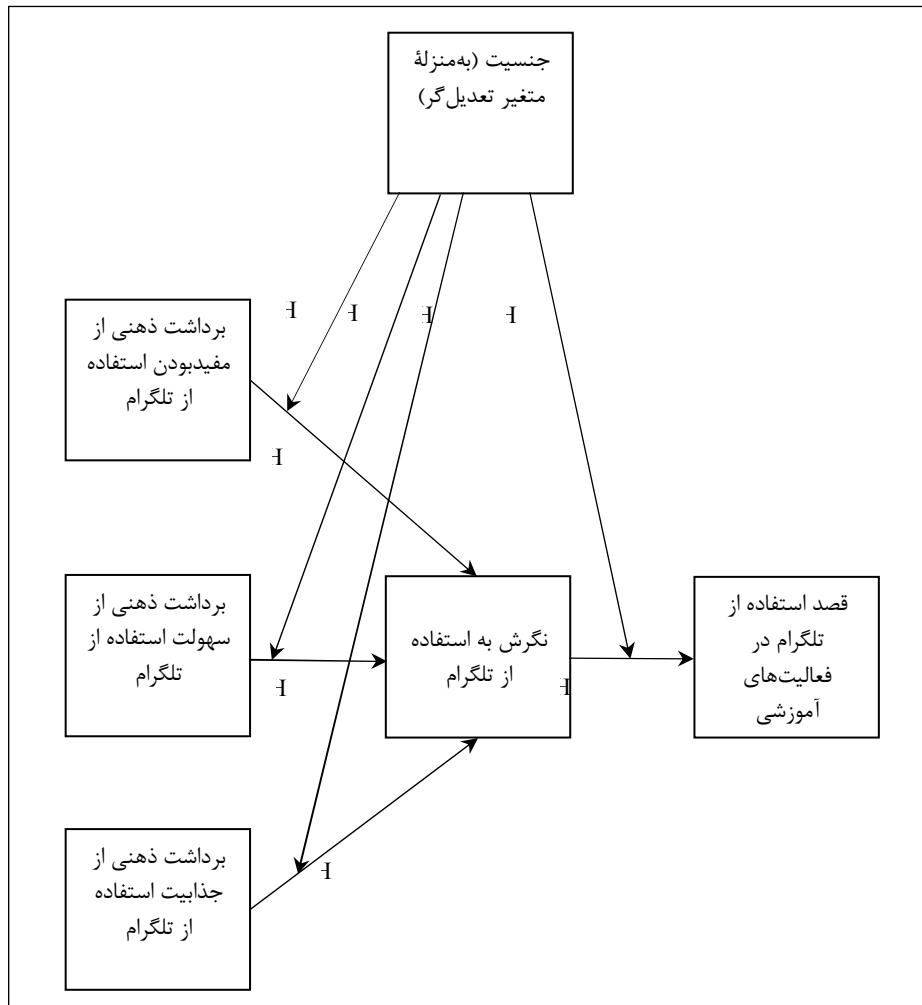 جنسیت (به‌منزلهٔ
متغیر تعدیل‌گر)
H
H
H
H
برداشت ذهنی از
مفیدبودن استفاده
از تلگرام
H
برداشت ذهنی از
سهولت استفاده از
تلگرام
H
نگرش به استفاده
از تلگرام
H
قصد استفاده از
تلگرام در
فعالیت‌های
آموزشی
برداشت ذهنی از
جذابیت استفاده
از تلگرام
H